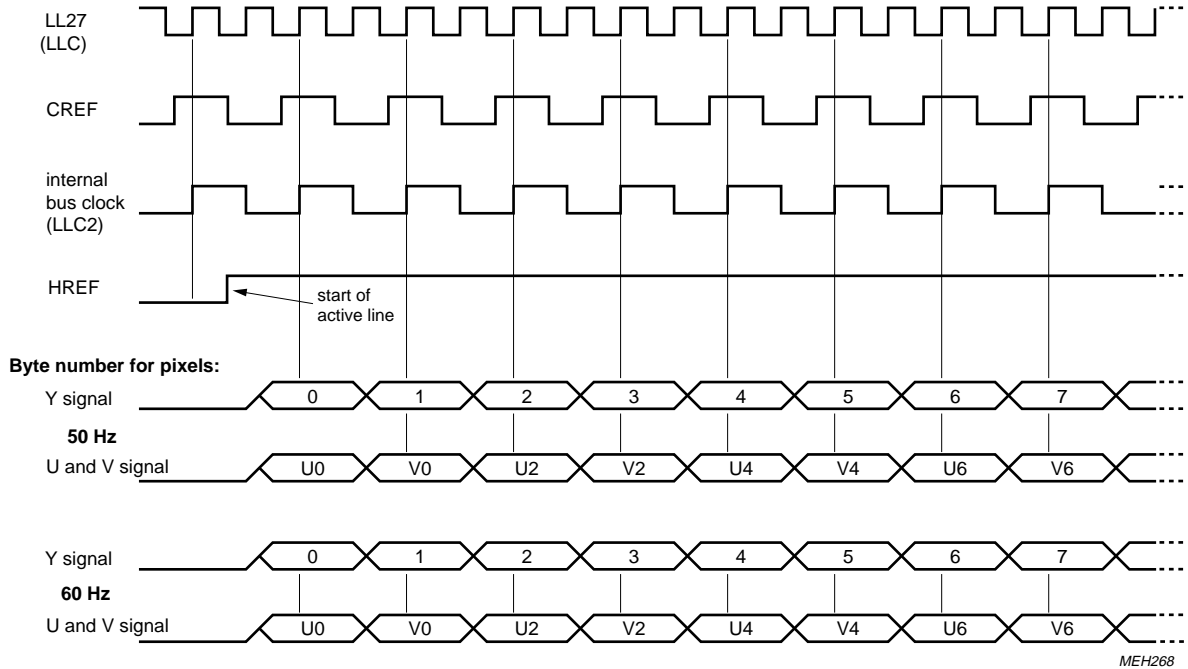 LL27
(LLC)
CREF
internal
bus clock
(LLC2)
HREF
start of
active line
Byte number for pixels:
Y signal 0 1 2 3 4 5 6 7
50 Hz
U and V signal U0 V0 U2 V2 U4 V4 U6 V6
Y signal 0 1 2 3 4 5 6 7
60 Hz
U and V signal U0 V0 U2 V2 U4 V4 U6 V6
MEH268